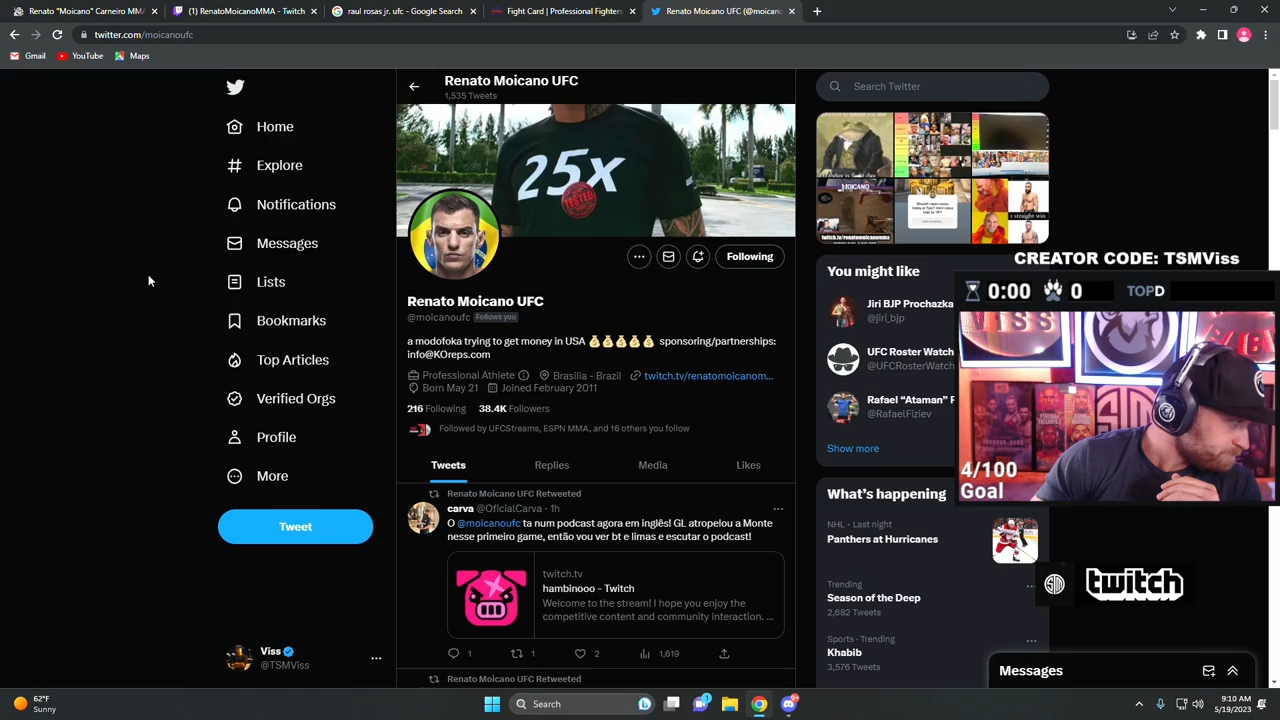 Renato "Moicano" Carneiro MMA
(1) RenatoMoicanoMMA - Twitch
raul rosas jr. ufc - Google Search
Fight Card | Professional Fighters
Renato Moicano UFC (@moicano
twitter.com/moicanoufc
Gmail
YouTube
Maps
Home
Explore
Notifications
Messages
Lists
Bookmarks
Top Articles
Verified Orgs
Profile
More
Tweet
Viss
@TSMViss
Renato Moicano UFC
1,535 Tweets
25x
Following
Renato Moicano UFC
@moicanoufc Follows you
a modofoka trying to get money in USA 💰💰💰💰💰 sponsoring/partnerships:
info@KOreps.com
Professional Athlete Brasília - Brazil twitch.tv/renatomoicanom...
Born May 21 Joined February 2011
216 Following 38.4K Followers
Followed by UFCStreams, ESPN MMA, and 16 others you follow
Tweets Replies Media Likes
Renato Moicano UFC Retweeted
carva @OficialCarva · 1h
O @moicanoufc ta num podcast agora em inglês! GL atropelou a Monte
nesse primeiro game, então vou ver bt e limas e escutar o podcast!
twitch.tv
hambinooo - Twitch
Welcome to the stream! I hope you enjoy the
competitive content and community interaction. ...
1 1 2 1,619
Renato Moicano UFC Retweeted
Search Twitter
MOICANO
twitch.tv/renatomoicanomma
1 straight win
You might like
Jiri BJP Prochazka
@jiri_bjp
UFC Roster Watch
@UFCRosterWatch
Rafael “Ataman” F
@RafaelFiziev
Show more
What's happening
NHL · Last night
Panthers at Hurricanes
Trending
Season of the Deep
2,682 Tweets
Sports · Trending
Khabib
3,576 Tweets
Messages
CREATOR CODE: TSMViss
0:00 0 TOPD
VISS
4/100
Goal
TSM
twitch
62°F
Sunny
Search
9:10 AM
5/19/2023